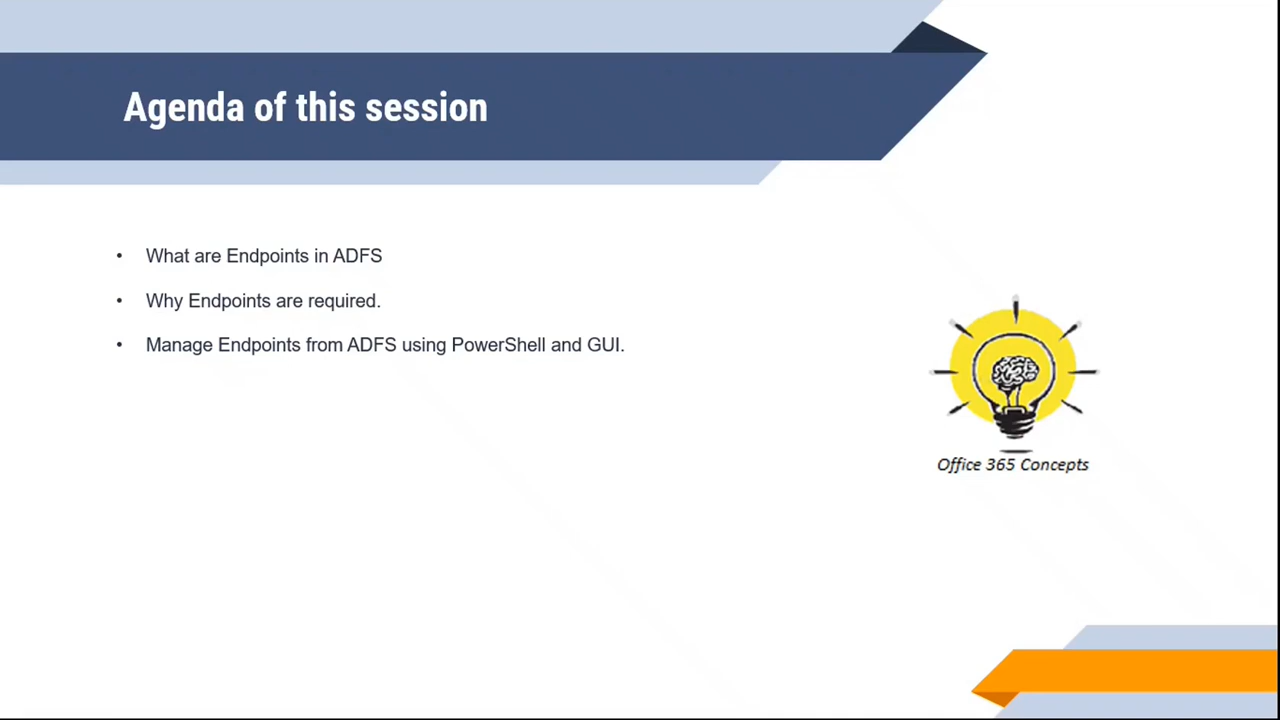 Agenda of this session
• What are Endpoints in ADFS
• Why Endpoints are required.
• Manage Endpoints from ADFS using PowerShell and GUI.
Office 365 Concepts